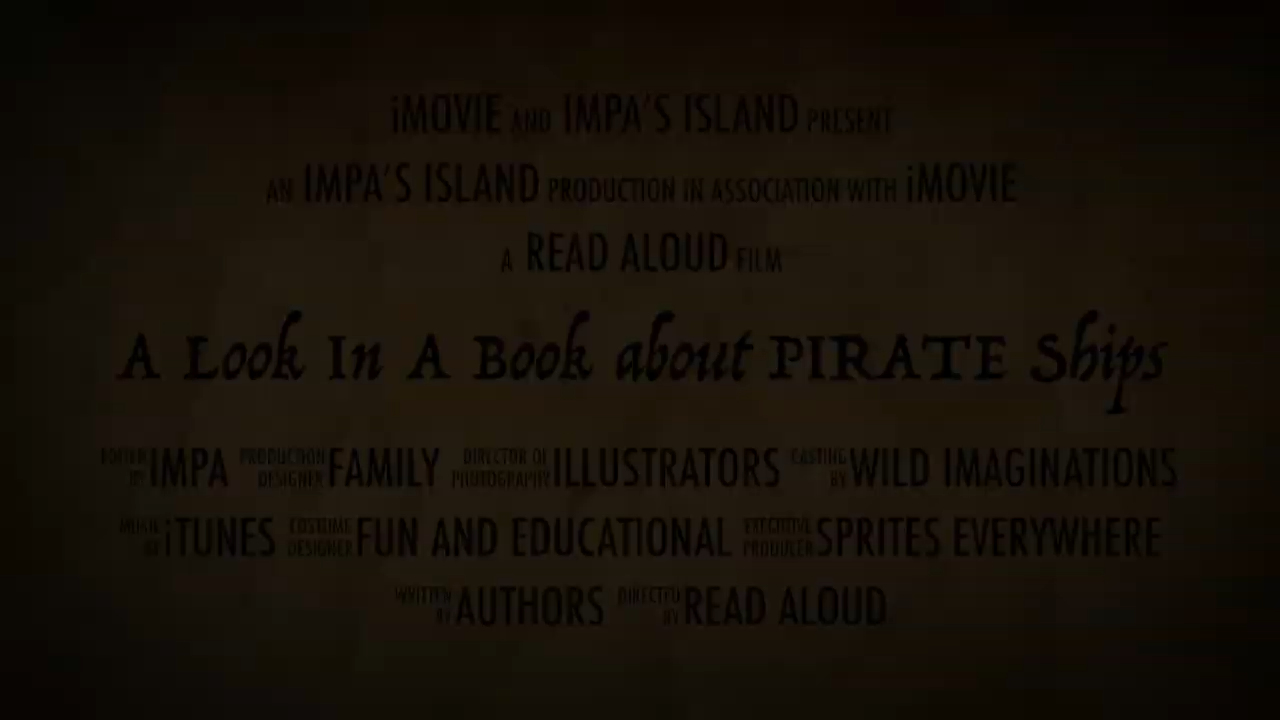 iMOVIE AND IMPA'S ISLAND PRESENT
AN IMPA'S ISLAND PRODUCTION IN ASSOCIATION WITH iMOVIE
A READ ALOUD FILM
A Look In A Book about PIRATE Ships
EDITED BY IMPA PRODUCTION DESIGNER FAMILY DIRECTOR OF PHOTOGRAPHY ILLUSTRATORS CASTING BY WILD IMAGINATIONS
MUSIC BY iTUNES COSTUME DESIGNER FUN AND EDUCATIONAL EXECUTIVE PRODUCER SPRITES EVERYWHERE
WRITTEN BY AUTHORS DIRECTED BY READ ALOUD